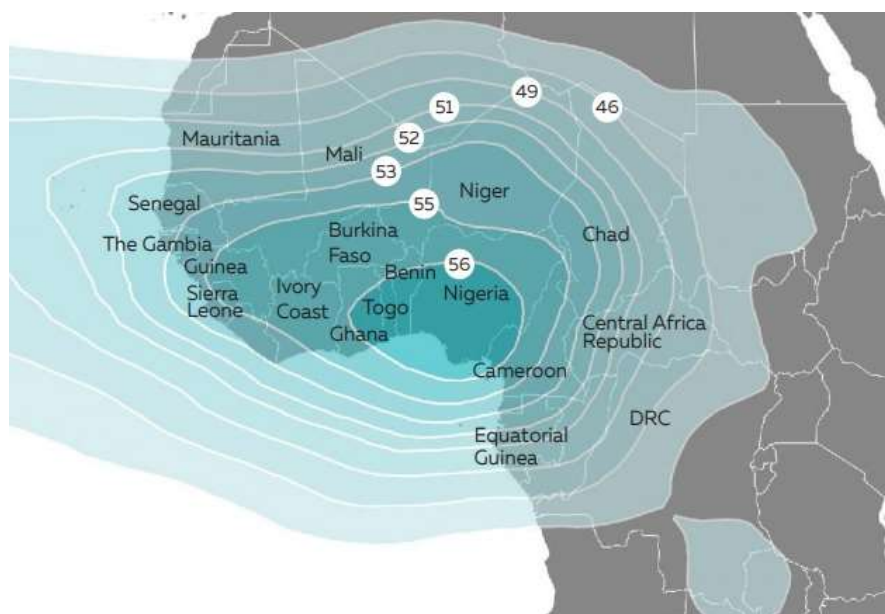 49
51
46
52
Mauritania
Mali
53
Niger
Senegal
55
Burkina
Faso
Chad
The Gambia
Guinea
56
Benin
Sierra
Leone
Ivory
Coast
Nigeria
Togo
Ghana
Central Africa
Republic
Cameroon
DRC
Equatorial
Guinea